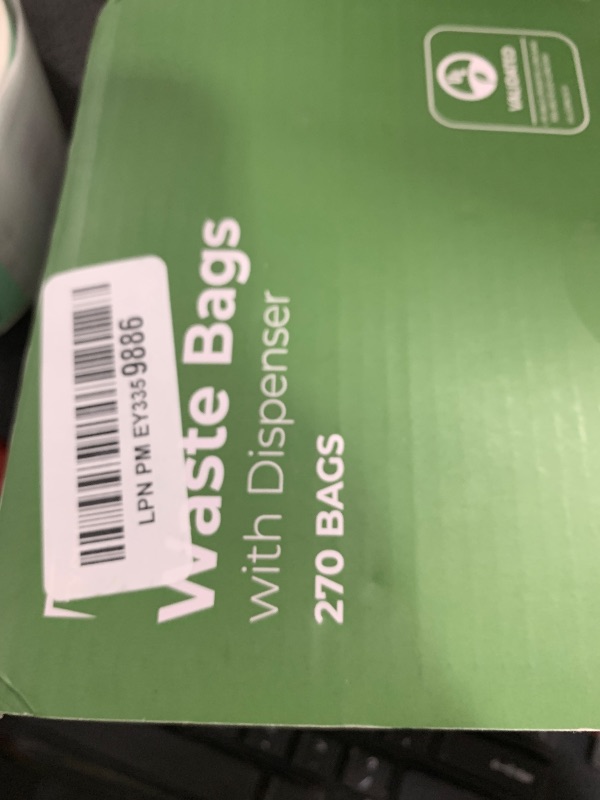 LPN PM EY3359886
Waste Bags
with Dispenser
270 BAGS
VALIDATED